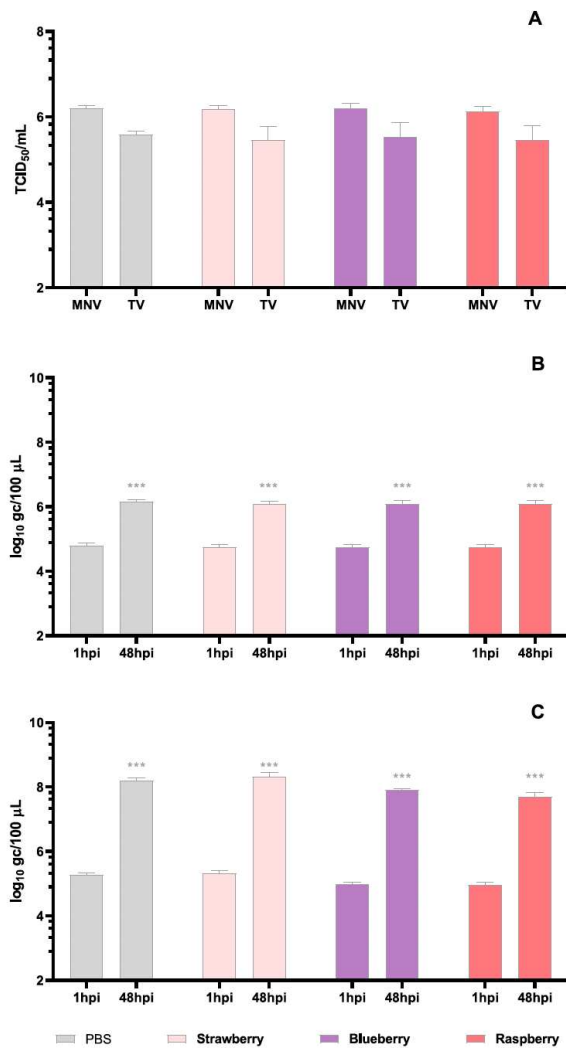 A
8
6
4
2
TCID50/mL
MNV TV MNV TV MNV TV MNV TV
B
10
8
6
4
2
log10 gc/100 µL
*** *** *** ***
1hpi 48hpi 1hpi 48hpi 1hpi 48hpi 1hpi 48hpi
C
10
8
6
4
2
log10 gc/100 µL
*** *** *** ***
1hpi 48hpi 1hpi 48hpi 1hpi 48hpi 1hpi 48hpi
PBS Strawberry Blueberry Raspberry